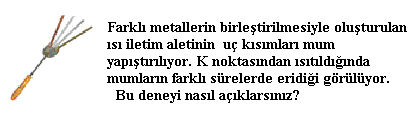 Farklı metallerin birleştirilmesiyle oluşturulan
ısı iletim aletinin uç kısımları mum
yapıştırılıyor. K noktasından ısıtıldığında
mumların farklı sürelerde eridiği görülüyor.
Bu deneyi nasıl açıklarsınız?